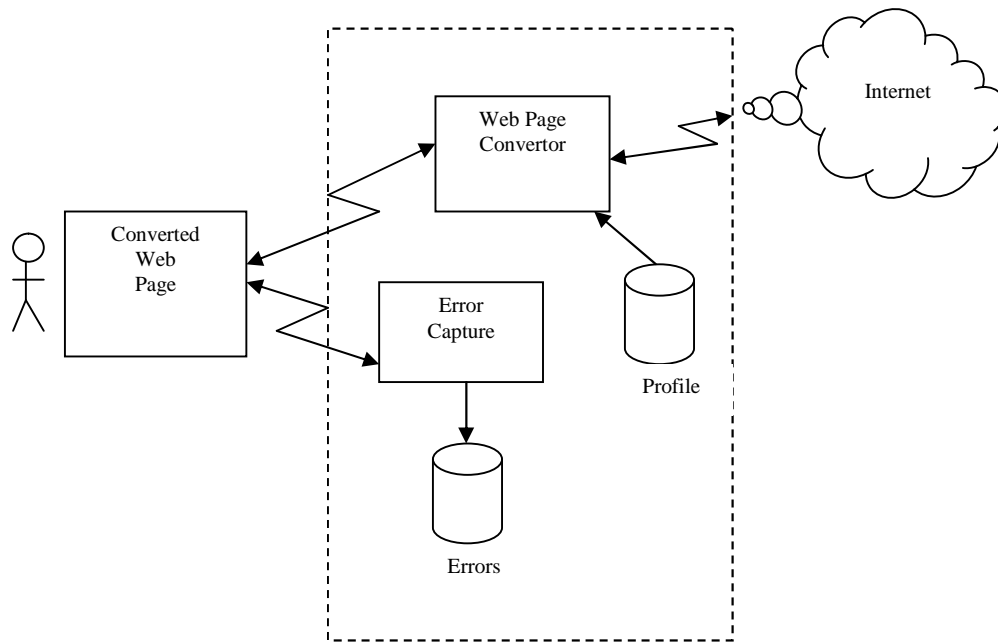 Internet
Web Page
Convertor
Converted
Web
Page
Error
Capture
Profile
Errors